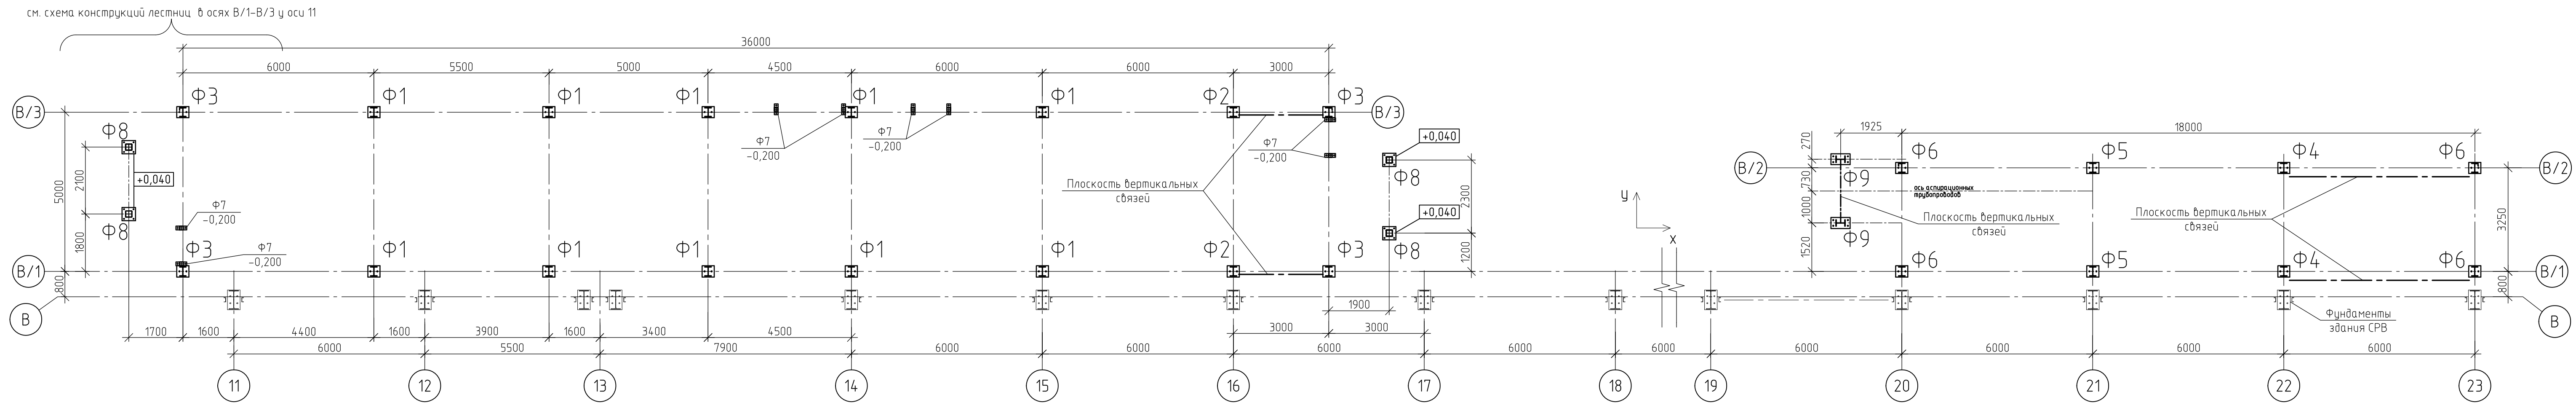 см. схема конструкций лестниц в осях В/1-В/3 у оси 11
36000
6000 5500 5000 4500 6000 6000 3000
1925 18000
В/3 Ф3 Ф1 Ф1 Ф1 Ф1 Ф1 Ф2 Ф3 В/3
Ф8
Ф7
-0,200
Ф7
-0,200
Ф7
-0,200
+0,040
270
В/2 Ф9 Ф6 Ф5 Ф4 Ф6 В/2
Ф8
+0,040
5000
2100
730
ось аспирационных
трубопроводов
Плоскость вертикальных
связей
2300
у
х
1000
3250
Ф7
-0,200
+0,040
Плоскость вертикальных
связей
Плоскость вертикальных
связей
Ф8
1800
Ф9
1520
Ф7
-0,200
Ф8
1200
В/1 Ф3 Ф1 Ф1 Ф1 Ф1 Ф1 Ф2 Ф3 Ф6 Ф5 Ф4 Ф6 В/1
800
800
В
1900
Фундаменты
здания СРВ
В
1700 1600 4400 1600 3900 1600 3400 4500 3000 3000
6000 5500 7900 6000 6000 6000 6000 6000 6000 6000 6000 6000
11 12 13 14 15 16 17 18 19 20 21 22 23